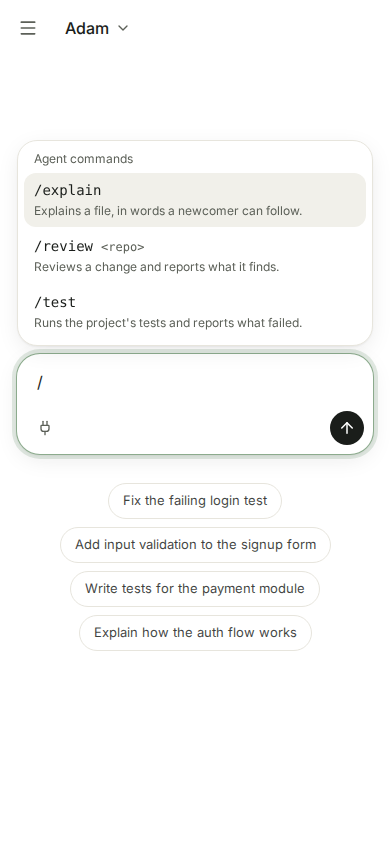 Adam
Agent commands
/explain
Explains a file, in words a newcomer can follow.
/review <repo>
Reviews a change and reports what it finds.
/test
Runs the project's tests and reports what failed.
/
Fix the failing login test
Add input validation to the signup form
Write tests for the payment module
Explain how the auth flow works